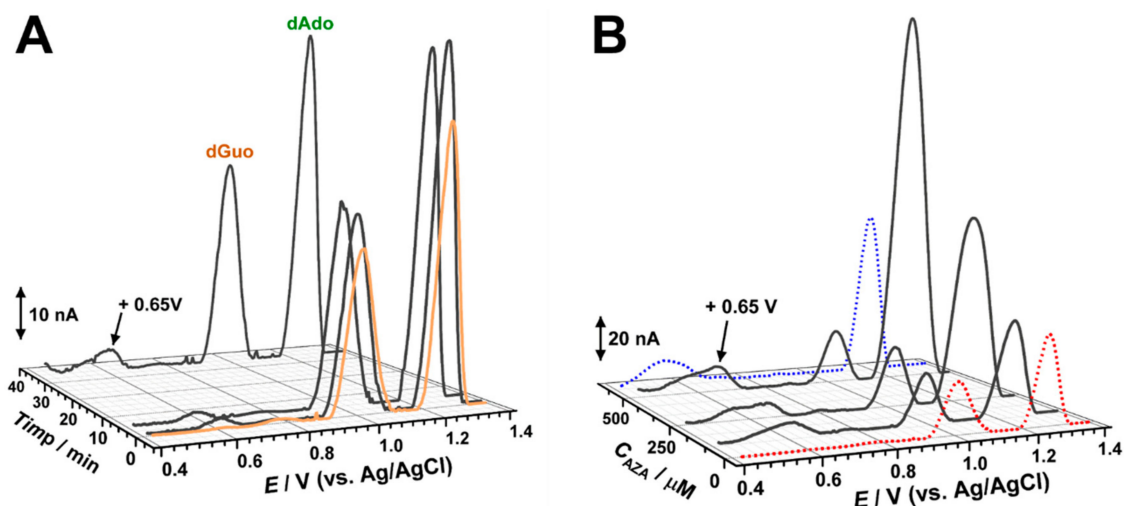 A
dAdo
dGuo
+ 0.65V
10 nA
40
30
20
10
0
Timp / min
0.4
0.6
0.8
1.0
1.2
1.4
E / V (vs. Ag/AgCl)
B
+ 0.65 V
20 nA
500
250
0
C_AZA / μM
0.4
0.6
0.8
1.0
1.2
1.4
E / V (vs. Ag/AgCl)